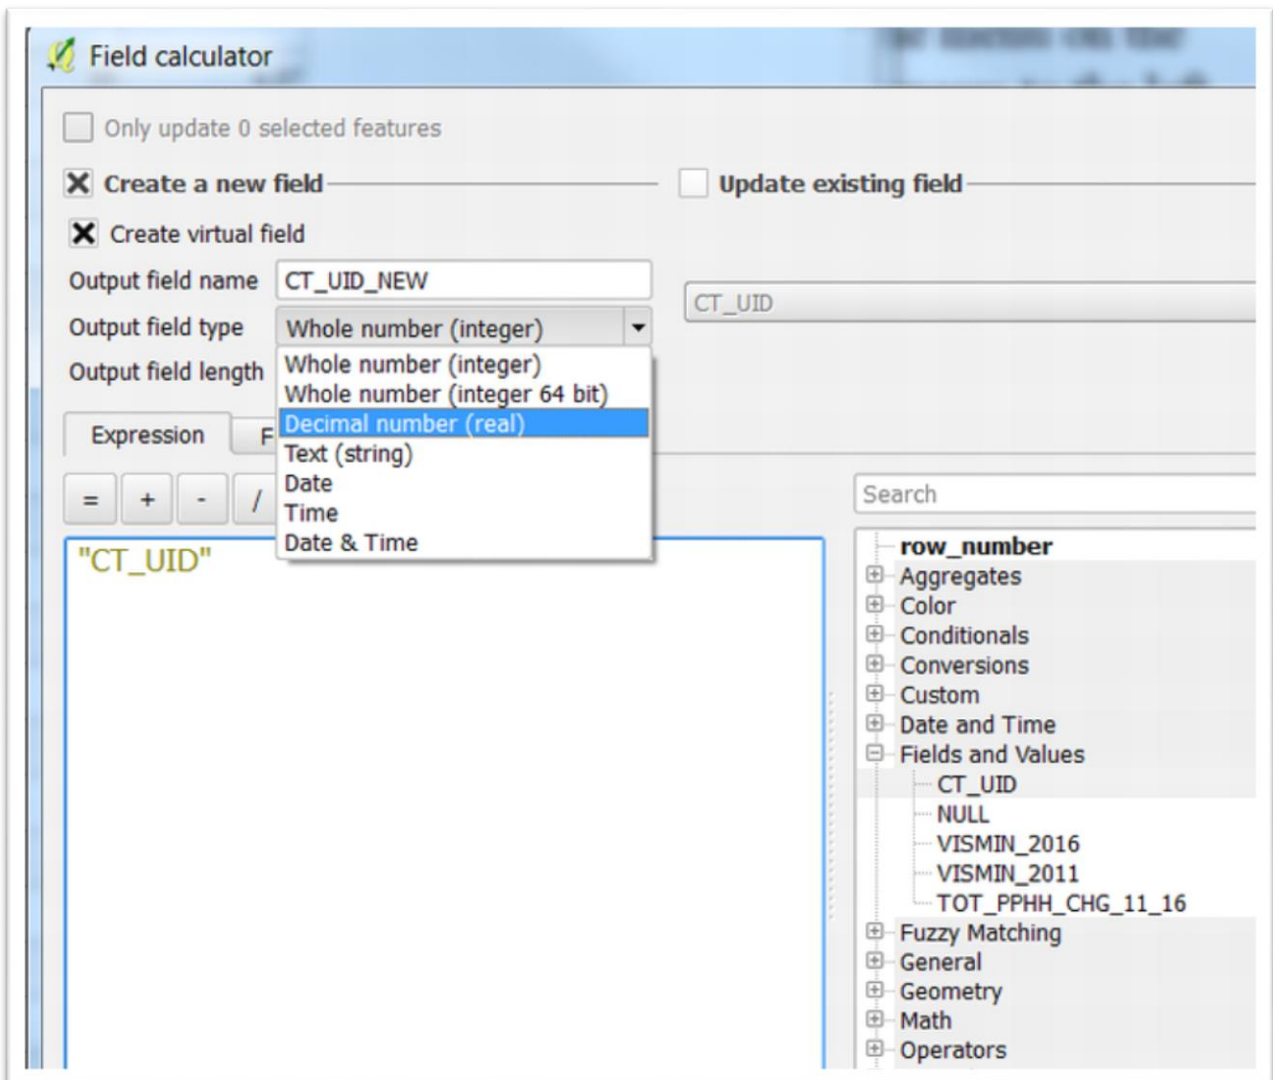 Field calculator
Only update 0 selected features
Create a new field
Update existing field
Create virtual field
Output field name CT_UID_NEW
CT_UID
Output field type Whole number (integer)
Output field length
Whole number (integer)
Whole number (integer 64 bit)
Decimal number (real)
Text (string)
Date
Time
Date & Time
Expression F
= + - /
"CT_UID"
Search
row_number
Aggregates
Color
Conditionals
Conversions
Custom
Date and Time
Fields and Values
CT_UID
NULL
VISMIN_2016
VISMIN_2011
TOT_PPHH_CHG_11_16
Fuzzy Matching
General
Geometry
Math
Operators